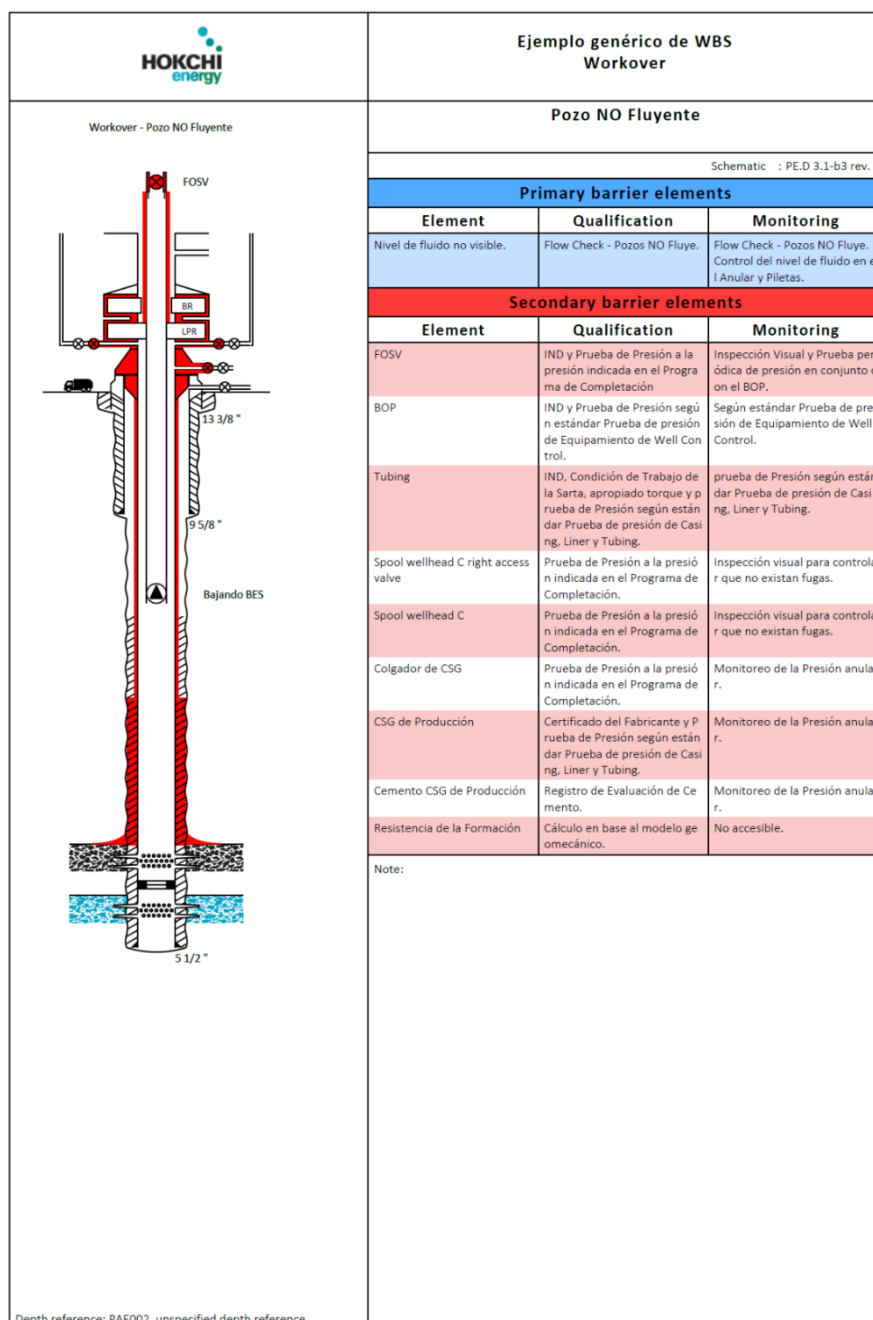 HOKCHI
energy
Ejemplo genérico de WBS
Workover
Workover - Pozo NO Fluyente
FOSV
BR
LPR
13 3/8 "
9 5/8 "
Bajando BES
5 1/2 "
Pozo NO Fluyente
Schematic : PE.D 3.1-b3 rev.
Primary barrier elements
Element Qualification Monitoring
Nivel de fluido no visible.
Flow Check - Pozos NO Fluye.
Flow Check - Pozos NO Fluye.
Control del nivel de fluido en e
l Anular y Piletas.
Secondary barrier elements
Element Qualification Monitoring
FOSV
IND y Prueba de Presión a la
presión indicada en el Progra
ma de Completación
Inspección Visual y Prueba per
ódica de presión en conjunto
on el BOP.
BOP
IND y Prueba de Presión segú
n estándar Prueba de presión
de Equipamiento de Well Con
trol.
Según estándar Prueba de pre
sión de Equipamiento de Well
Control.
Tubing
IND, Condición de Trabajo de
la Sarta, apropiado torque y p
rueba de Presión según están
dar Prueba de presión de Casi
ng, Liner y Tubing.
prueba de Presión según están
dar Prueba de presión de Casi
ng, Liner y Tubing.
Spool wellhead C right access
valve
Prueba de Presión a la presió
n indicada en el Programa de
Completación.
Inspección visual para controla
r que no existan fugas.
Spool wellhead C
Prueba de Presión a la presió
n indicada en el Programa de
Completación.
Inspección visual para controla
r que no existan fugas.
Colgador de CSG
Prueba de Presión a la presió
n indicada en el Programa de
Completación.
Monitoreo de la Presión anula
r.
CSG de Producción
Certificado del Fabricante y P
rueba de Presión según están
dar Prueba de presión de Casi
ng, Liner y Tubing.
Monitoreo de la Presión anula
r.
Cemento CSG de Producción
Registro de Evaluación de Ce
mento.
Monitoreo de la Presión anula
r.
Resistencia de la Formación
Cálculo en base al modelo ge
omecánico.
No accesible.
Note:
Depth reference: PAE002, unspecified depth reference